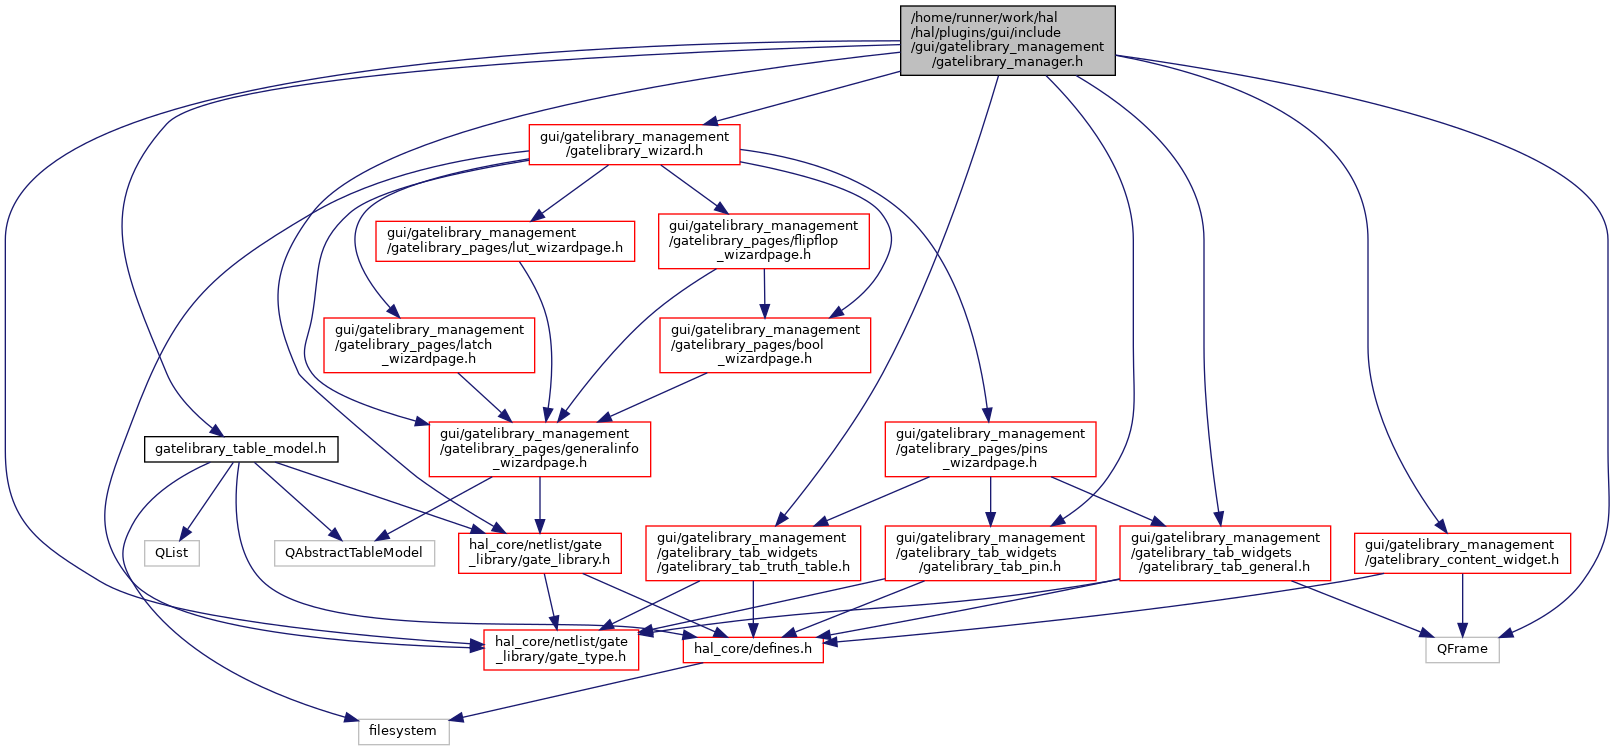 /home/runner/work/hal
/hal/plugins/gui/include
/gui/gatelibrary_management
/gatelibrary_manager.h
gui/gatelibrary_management
/gatelibrary_wizard.h
gui/gatelibrary_management
/gatelibrary_pages/lut_wizardpage.h
gui/gatelibrary_management
/gatelibrary_pages/flipflop
_wizardpage.h
gui/gatelibrary_management
/gatelibrary_pages/latch
_wizardpage.h
gui/gatelibrary_management
/gatelibrary_pages/bool
_wizardpage.h
gatelibrary_table_model.h
gui/gatelibrary_management
/gatelibrary_pages/generalinfo
_wizardpage.h
gui/gatelibrary_management
/gatelibrary_pages/pins
_wizardpage.h
QList
QAbstractTableModel
hal_core/netlist/gate
_library/gate_library.h
gui/gatelibrary_management
/gatelibrary_tab_widgets
/gatelibrary_tab_truth_table.h
gui/gatelibrary_management
/gatelibrary_tab_widgets
/gatelibrary_tab_pin.h
gui/gatelibrary_management
/gatelibrary_tab_widgets
/gatelibrary_tab_general.h
gui/gatelibrary_management
/gatelibrary_content_widget.h
hal_core/netlist/gate
_library/gate_type.h
hal_core/defines.h
QFrame
filesystem